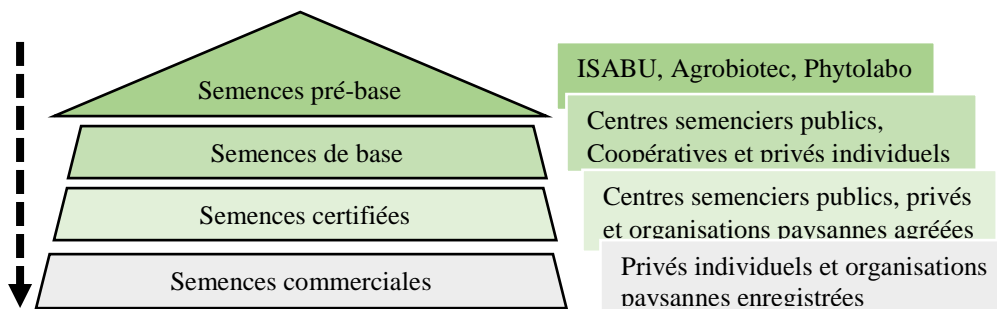 Semences pré-base
ISABU, Agrobiotec, Phytolabo
Semences de base
Centres semenciers publics,
Coopératives et privés individuels
Semences certifiées
Centres semenciers publics, privés
et organisations paysannes agréées
Semences commerciales
Privés individuels et organisations
paysannes enregistrées